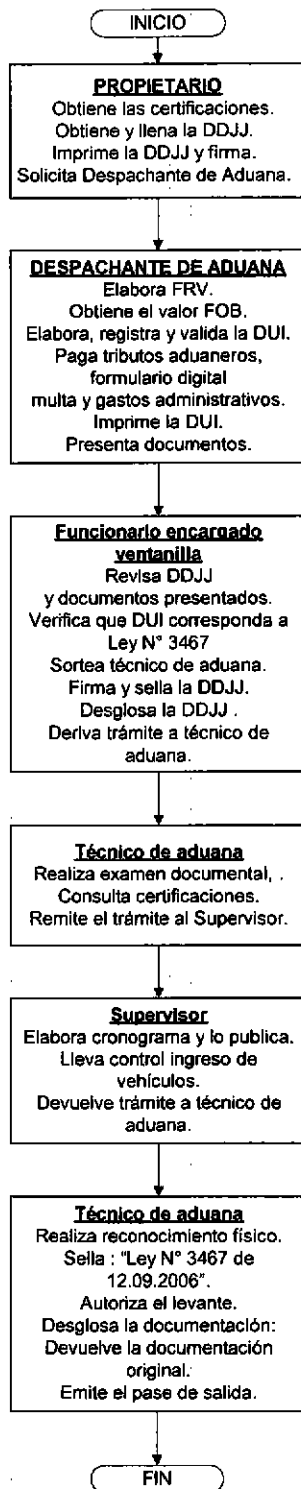 INICIO
PROPIETARIO
Obtiene las certificaciones.
Obtiene y llena la DDJJ.
Imprime la DDJJ y firma.
Solicita Despachante de Aduana.
DESPACHANTE DE ADUANA
Elabora FRV.
Obtiene el valor FOB.
Elabora, registra y valida la DUI.
Paga tributos aduaneros,
formulario digital
multa y gastos administrativos.
Imprime la DUI.
Presenta documentos.
Funcionario encargado
ventanilla
Revisa DDJJ
y documentos presentados.
Verifica que DUI corresponda a
Ley N° 3467
Sortea técnico de aduana.
Firma y sella la DDJJ.
Desglosa la DDJJ .
Deriva trámite a técnico de
aduana.
Técnico de aduana
Realiza examen documental, .
Consulta certificaciones.
Remite el trámite al Supervisor.
Supervisor
Elabora cronograma y lo publica.
Lleva control ingreso de
vehículos.
Devuelve trámite a técnico de
aduana.
Técnico de aduana
Realiza reconocimiento físico.
Sella : "Ley N° 3467 de
12.09.2006".
Autoriza el levante.
Desglosa la documentación:
Devuelve la documentación
original.
Emite el pase de salida.
FIN